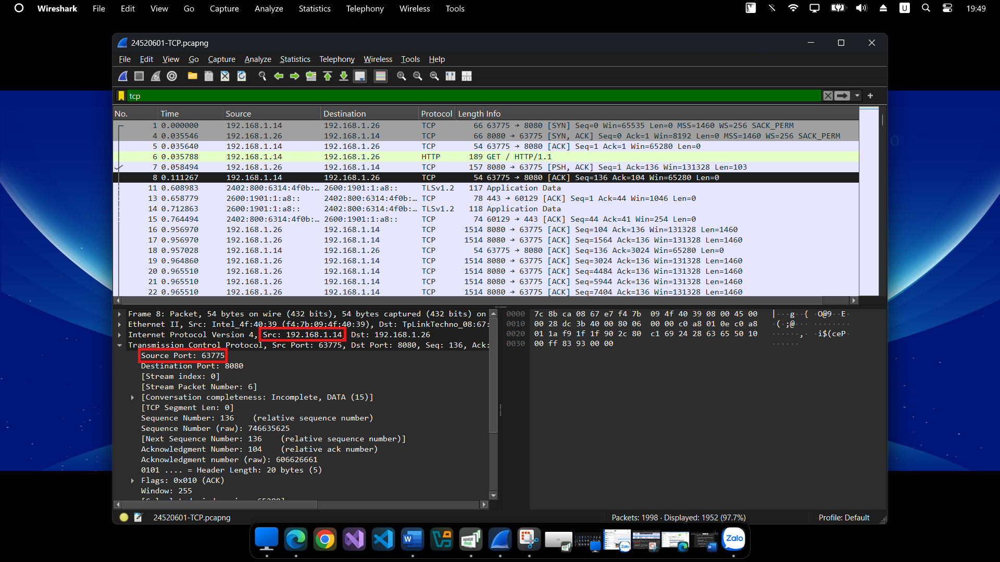 Wireshark File Edit View Go Capture Analyze Statistics Telephony Wireless Tools U 19:49
24520601-TCP.pcapng
File Edit View Go Capture Analyze Statistics Telephony Wireless Tools Help
tcp
No. Time Source Destination Protocol Length Info
1 0.000000 192.168.1.14 192.168.1.26 TCP 66 63775 → 8080 [SYN] Seq=0 Win=65535 Len=0 MSS=1460 WS=256 SACK_PERM
4 0.035546 192.168.1.26 192.168.1.14 TCP 66 8080 → 63775 [SYN, ACK] Seq=0 Ack=1 Win=8192 Len=0 MSS=1460 WS=256 SACK_PERM
5 0.035640 192.168.1.14 192.168.1.26 TCP 54 63775 → 8080 [ACK] Seq=1 Ack=1 Win=65280 Len=0
6 0.035788 192.168.1.14 192.168.1.26 HTTP 189 GET / HTTP/1.1
7 0.058494 192.168.1.26 192.168.1.14 TCP 157 8080 → 63775 [PSH, ACK] Seq=1 Ack=136 Win=131328 Len=103
8 0.111267 192.168.1.14 192.168.1.26 TCP 54 63775 → 8080 [ACK] Seq=136 Ack=104 Win=65280 Len=0
11 0.608983 2402:800:6314:4f0b:… 2600:1901:1:a8:: TLSv1.2 117 Application Data
13 0.658779 2600:1901:1:a8:: 2402:800:6314:4f0b:… TCP 78 443 → 60129 [ACK] Seq=1 Ack=44 Win=1046 Len=0
14 0.712863 2600:1901:1:a8:: 2402:800:6314:4f0b:… TLSv1.2 118 Application Data
15 0.764494 2402:800:6314:4f0b:… 2600:1901:1:a8:: TCP 74 60129 → 443 [ACK] Seq=44 Ack=41 Win=254 Len=0
16 0.956970 192.168.1.26 192.168.1.14 TCP 1514 8080 → 63775 [ACK] Seq=104 Ack=136 Win=131328 Len=1460
17 0.956970 192.168.1.26 192.168.1.14 TCP 1514 8080 → 63775 [ACK] Seq=1564 Ack=136 Win=131328 Len=1460
18 0.957028 192.168.1.14 192.168.1.26 TCP 54 63775 → 8080 [ACK] Seq=136 Ack=3024 Win=65280 Len=0
19 0.964860 192.168.1.26 192.168.1.14 TCP 1514 8080 → 63775 [ACK] Seq=3024 Ack=136 Win=131328 Len=1460
20 0.965510 192.168.1.26 192.168.1.14 TCP 1514 8080 → 63775 [ACK] Seq=4484 Ack=136 Win=131328 Len=1460
21 0.965510 192.168.1.26 192.168.1.14 TCP 1514 8080 → 63775 [ACK] Seq=5944 Ack=136 Win=131328 Len=1460
22 0.965510 192.168.1.26 192.168.1.14 TCP 1514 8080 → 63775 [ACK] Seq=7404 Ack=136 Win=131328 Len=1460
Frame 8: Packet, 54 bytes on wire (432 bits), 54 bytes captured (432 bits) on
Ethernet II, Src: Intel_4f:40:39 (f4:7b:09:4f:40:39), Dst: TpLinkTechno_08:67:
Internet Protocol Version 4, Src: 192.168.1.14, Dst: 192.168.1.26
Transmission Control Protocol, Src Port: 63775, Dst Port: 8080, Seq: 136, Ack:
Source Port: 63775
Destination Port: 8080
[Stream index: 0]
[Stream Packet Number: 6]
[Conversation completeness: Incomplete, DATA (15)]
[TCP Segment Len: 0]
Sequence Number: 136 (relative sequence number)
Sequence Number (raw): 746635625
[Next Sequence Number: 136 (relative sequence number)]
Acknowledgment Number: 104 (relative ack number)
Acknowledgment number (raw): 606626661
0101 .... = Header Length: 20 bytes (5)
Flags: 0x010 (ACK)
Window: 255
0000 7c 8b ca 08 67 e7 f4 7b 09 4f 40 39 08 00 45 00 |···g··{ ·O@9··E·
0010 00 28 dc 3b 40 00 80 06 00 00 c0 a8 01 0e c0 a8 ·(·;@··· ········
0020 01 1a f9 1f 1f 90 2c 80 c1 69 24 28 63 65 50 10 ······,· ·i$(ceP·
0030 00 ff 83 93 00 00 ······
24520601-TCP.pcapng Packets: 1998 · Displayed: 1952 (97.7%) Profile: Default
Zalo